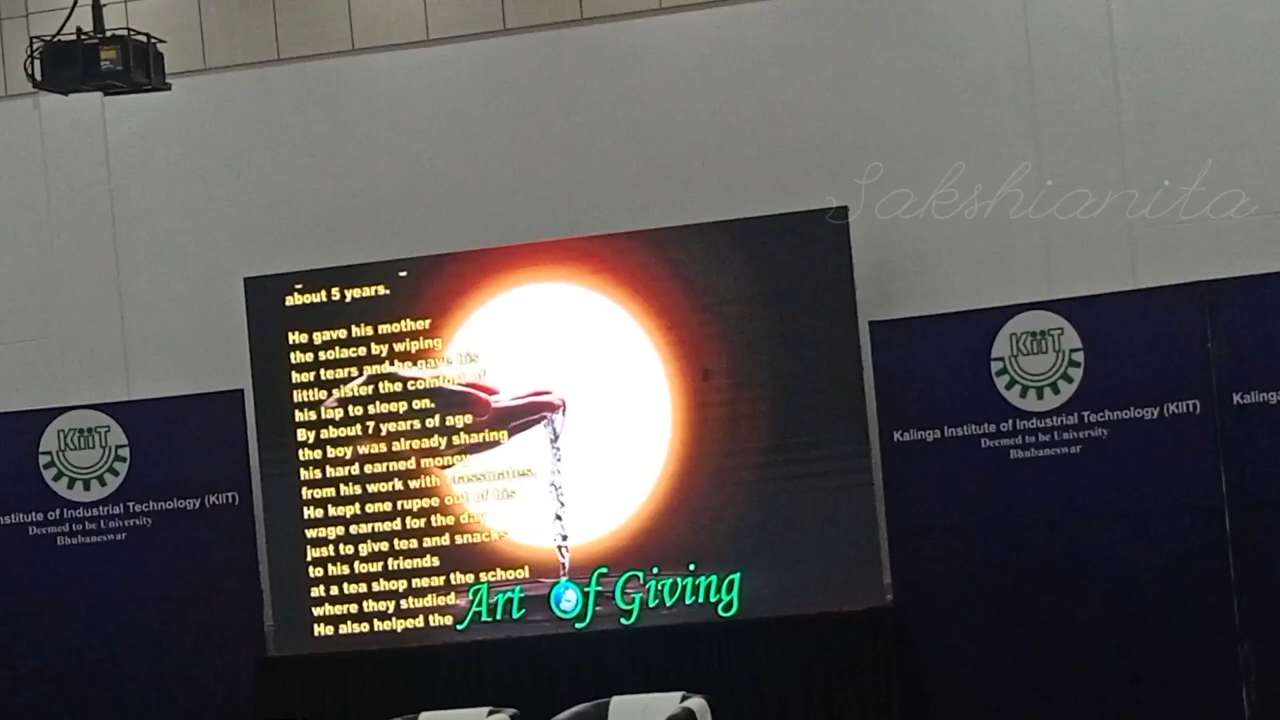 Sakshianita
about 5 years.
He gave his mother
the solace by wiping
her tears and he gave his
little sister the comfort of
his lap to sleep on.
By about 7 years of age
the boy was already sharing
his hard earned money
from his work with classmates.
He kept one rupee out of his
wage earned for the day
just to give tea and snacks
to his four friends
at a tea shop near the school
where they studied.
He also helped the
Art Of Giving
KiiT
nstitute of Industrial Technology (KIIT)
Deemed to be University
Bhubaneswar
KiiT
Kalinga Institute of Industrial Technology (KIIT)
Deemed to be University
Bhubaneswar
Kalinga